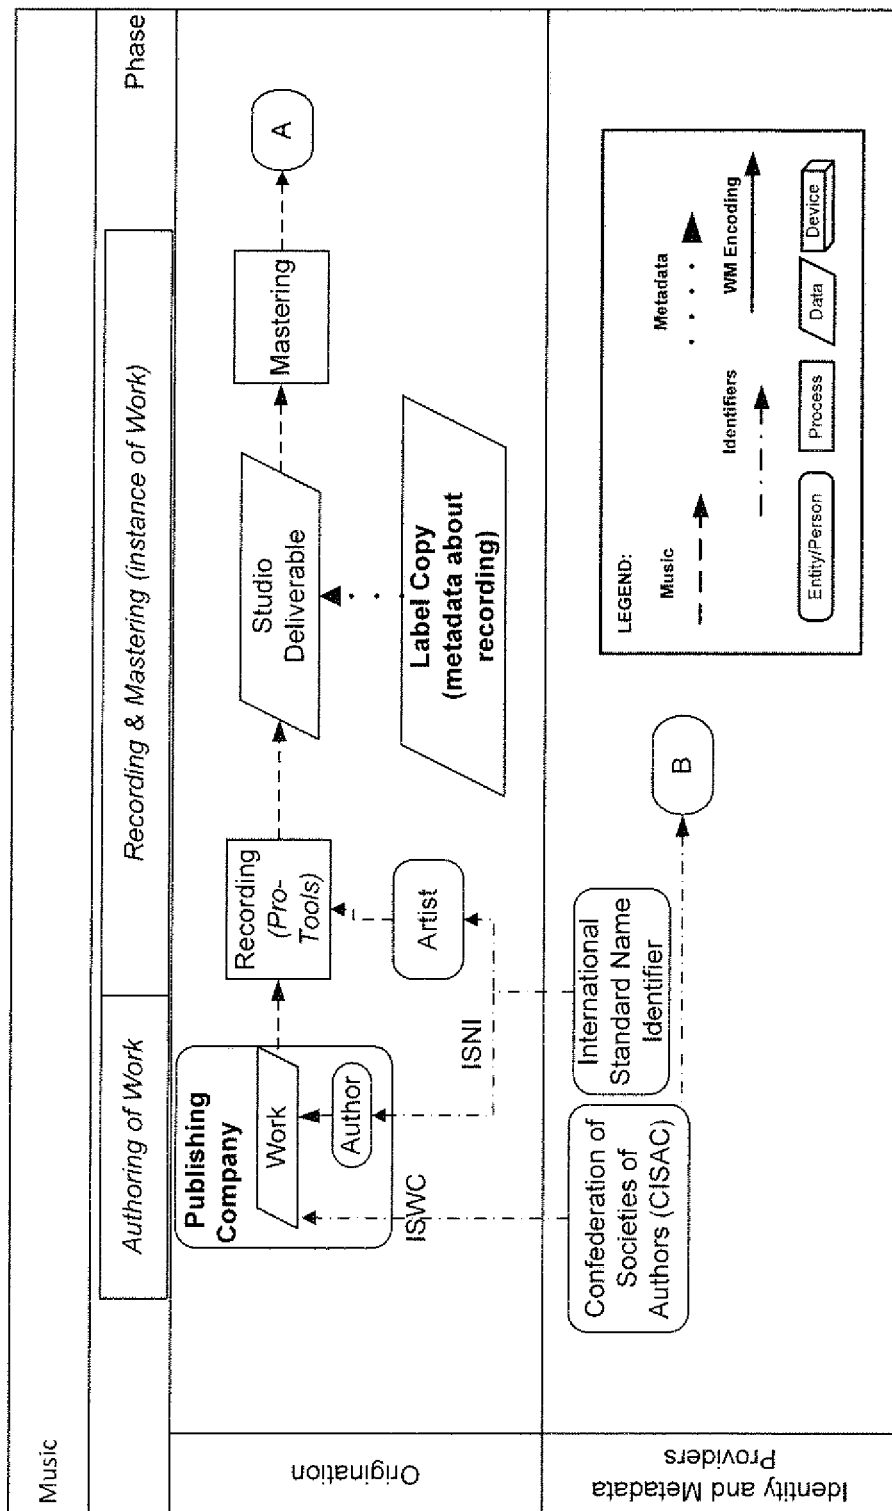 Music
Authoring of Work
Recording & Mastering (instance of Work)
Phase
Origination
Publishing
Company
Work
Author
Recording
(Pro-
Tools)
Artist
Studio
Deliverable
Mastering
A
Label Copy
(metadata about
recording)
ISWC
ISNI
Identity and Metadata
Providers
Confederation of
Societies of
Authors (CISAC)
International
Standard Name
Identifier
B
LEGEND:
Music
Metadata
Identifiers
WM Encoding
Entity/Person
Process
Data
Device